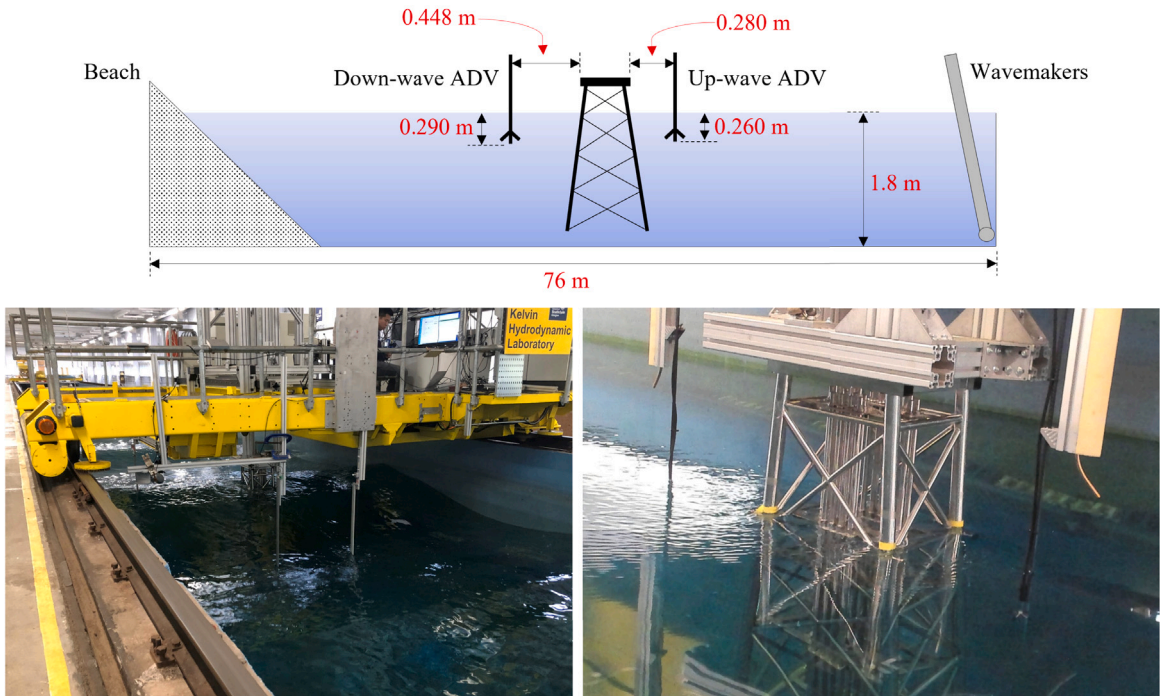 0.448 m
0.280 m
Beach
Down-wave ADV
Up-wave ADV
Wavemakers
0.290 m
0.260 m
1.8 m
76 m
Kelvin
Hydrodynamic
Laboratory